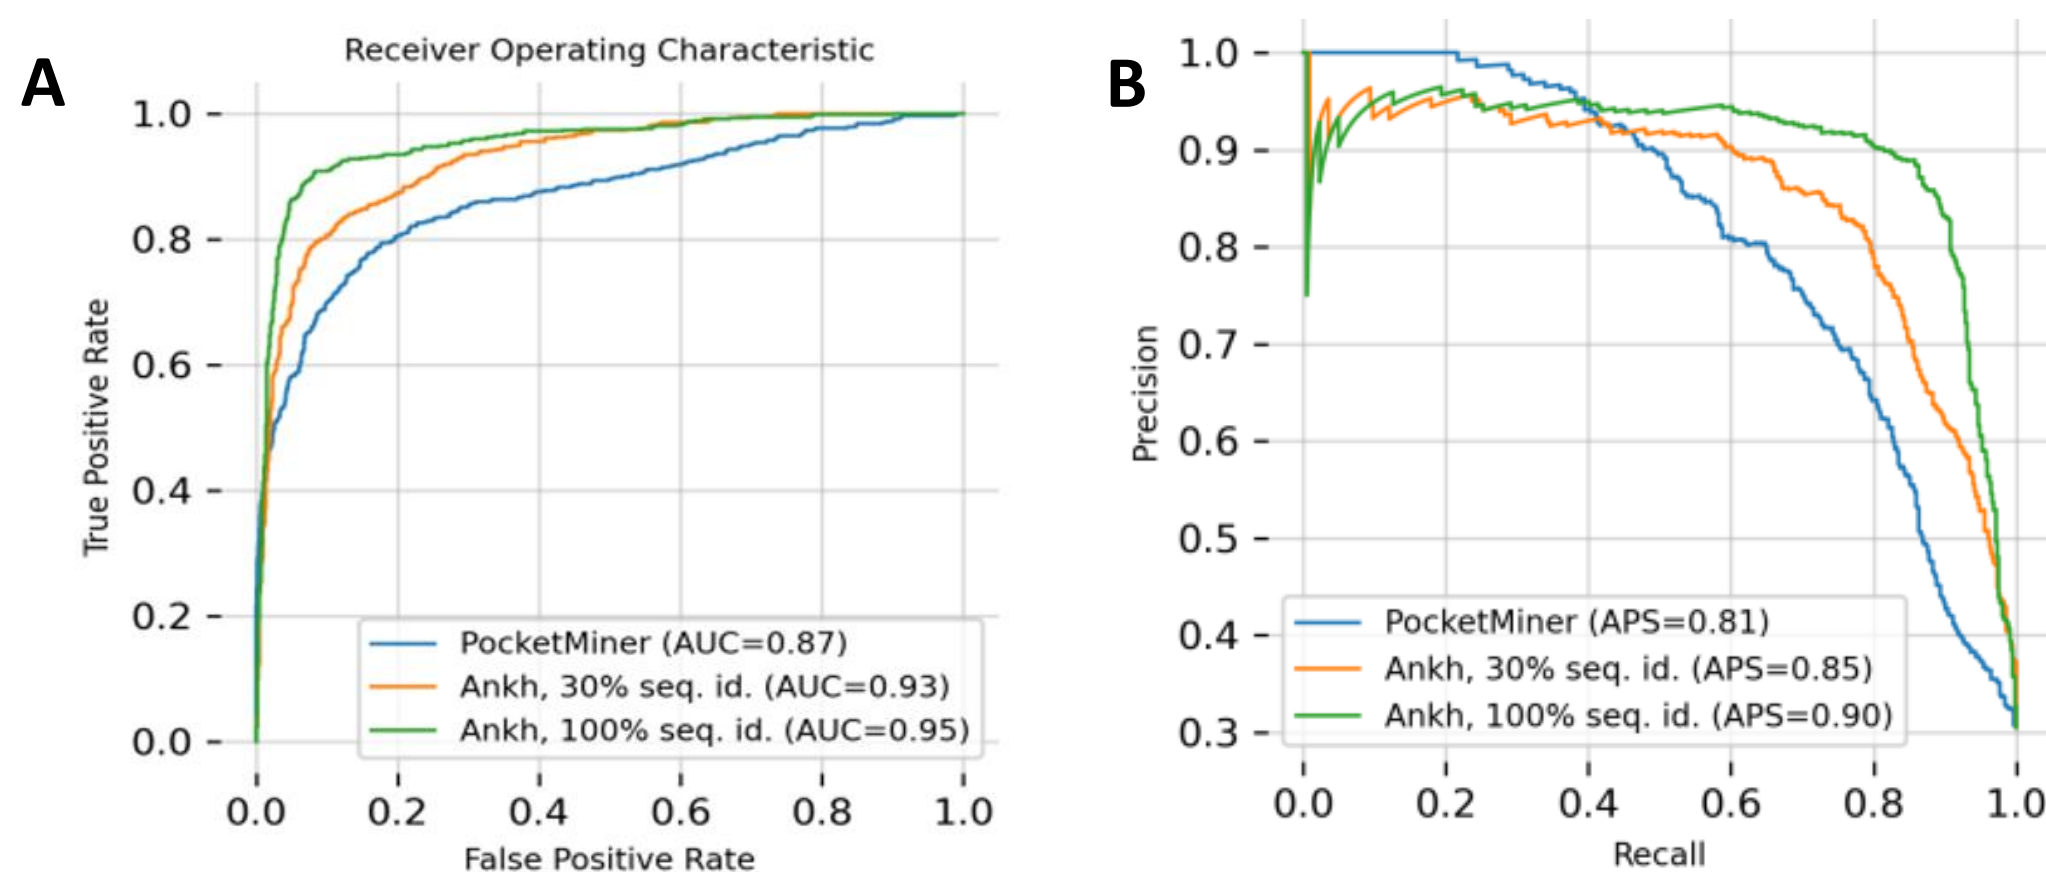 A
Receiver Operating Characteristic
True Positive Rate
1.0
0.8
0.6
0.4
0.2
0.0
PocketMiner (AUC=0.87)
Ankh, 30% seq. id. (AUC=0.93)
Ankh, 100% seq. id. (AUC=0.95)
0.0 0.2 0.4 0.6 0.8 1.0
False Positive Rate
B
Precision
1.0
0.9
0.8
0.7
0.6
0.5
0.4
0.3
PocketMiner (APS=0.81)
Ankh, 30% seq. id. (APS=0.85)
Ankh, 100% seq. id. (APS=0.90)
0.0 0.2 0.4 0.6 0.8 1.0
Recall